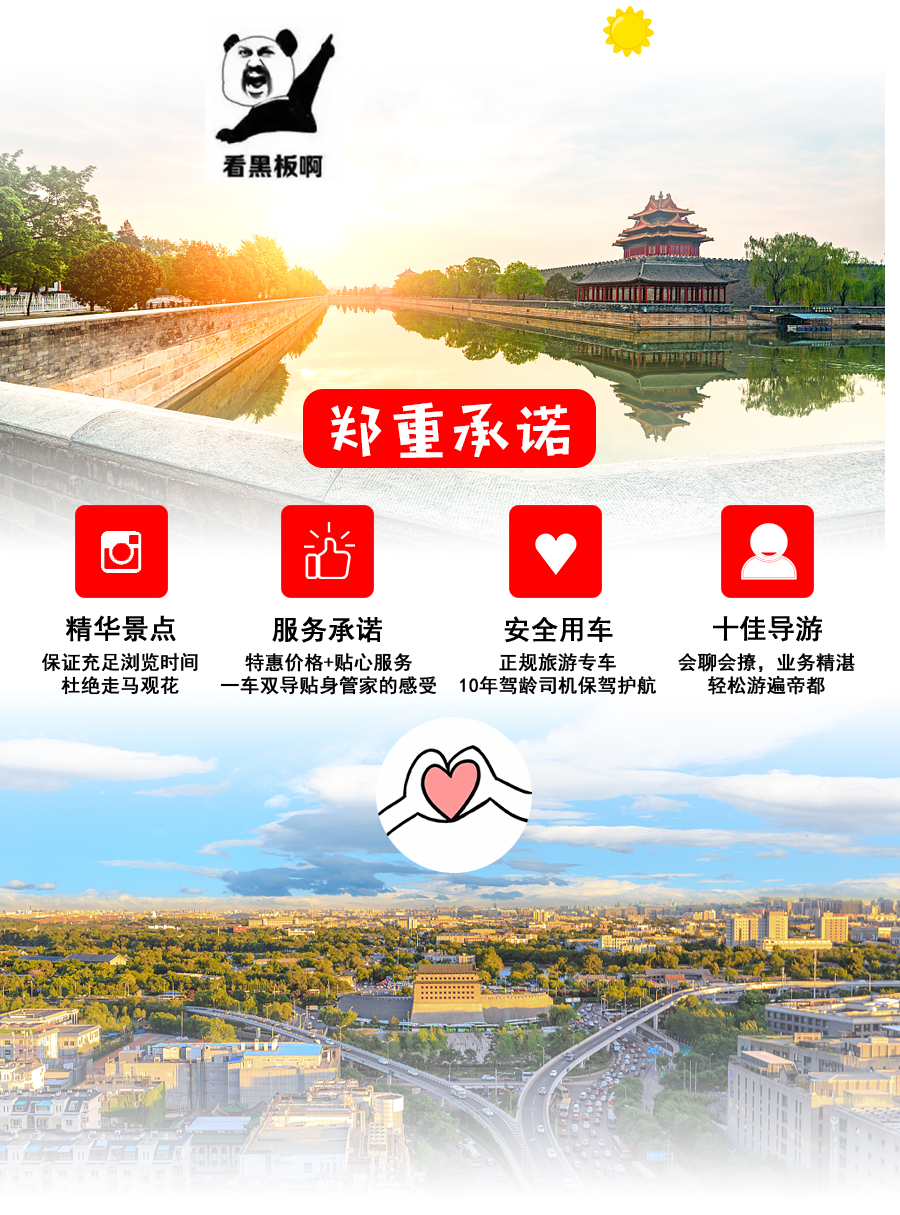 看黑板啊
郑重承诺
精华景点
保证充足浏览时间
杜绝走马观花
服务承诺
特惠价格+贴心服务
一车双导贴身管家的感受
安全用车
正规旅游专车
10年驾龄司机保驾护航
十佳导游
会聊会撩，业务精湛
轻松游遍帝都